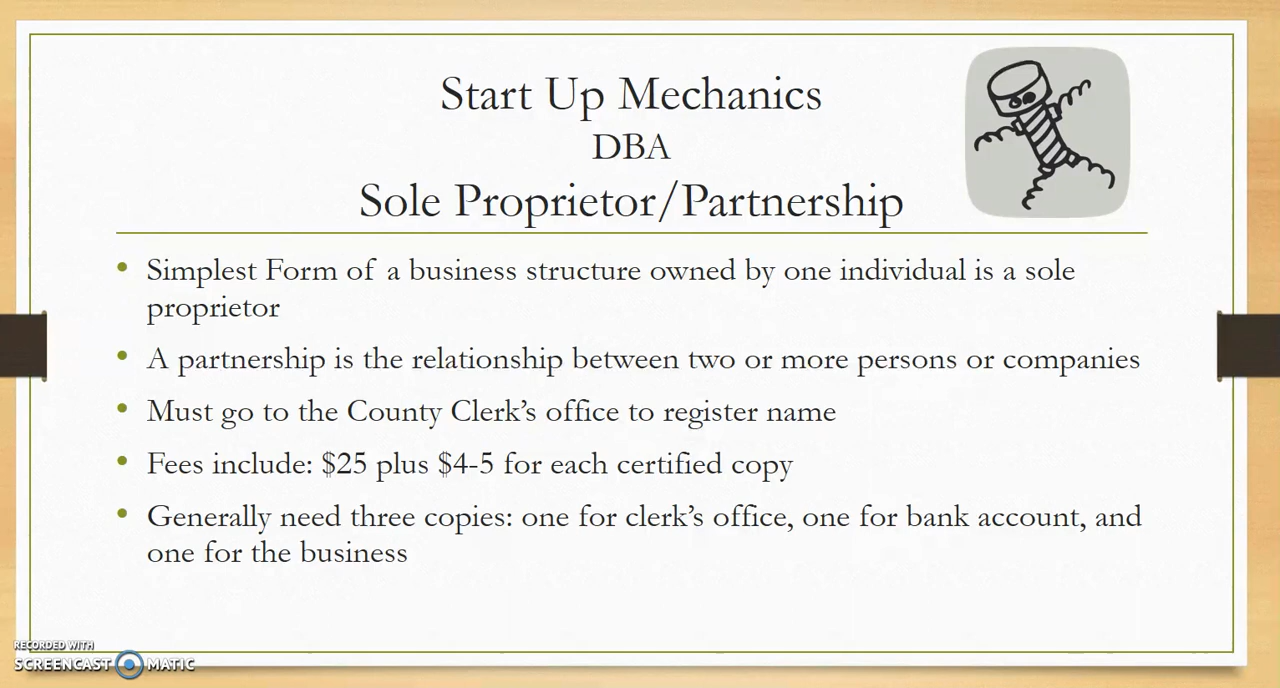 Start Up Mechanics
DBA
Sole Proprietor/Partnership
• Simplest Form of a business structure owned by one individual is a sole
proprietor
• A partnership is the relationship between two or more persons or companies
• Must go to the County Clerk’s office to register name
• Fees include: $25 plus $4-5 for each certified copy
• Generally need three copies: one for clerk’s office, one for bank account, and
one for the business
RECORDED WITH
SCREENCAST MATIC